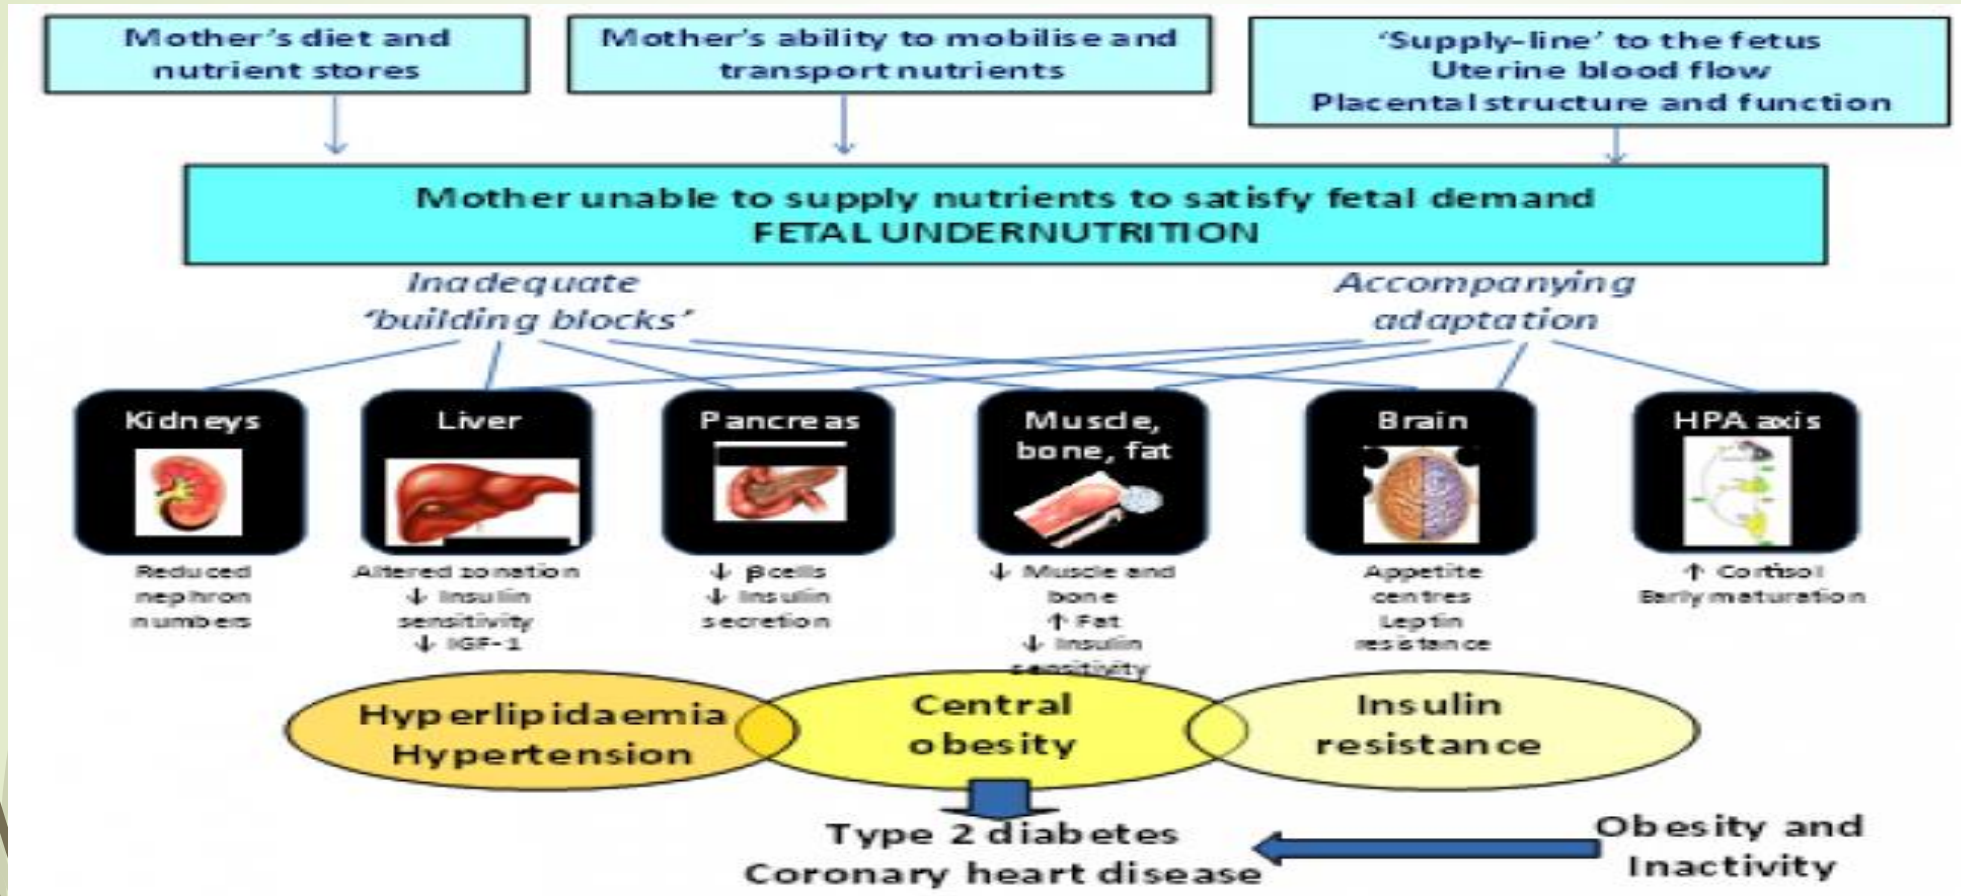 Mother's diet and
nutrient stores
Mother's ability to mobilise and
transport nutrients
'Supply-line' to the fetus
Uterine blood flow
Placental structure and function
Mother unable to supply nutrients to satisfy fetal demand
FETAL UNDERNUTRITION
Inadequate
'building blocks'
Accompanying
adaptation
Kidneys
Liver
Pancreas
Muscle,
bone, fat
Brain
HPA axis
Reduced
nephron
numbers
Altered zonation
↓ Insulin
sensitivity
↓ IGF-1
↓ β cells
↓ Insulin
secretion
↓ Muscle and
bone
↑ Fat
↓ Insulin
sensitivity
Appetite
centres
Leptin
resistance
↑ Cortisol
Early maturation
Hyperlipidaemia
Hypertension
Central
obesity
Insulin
resistance
Type 2 diabetes
Coronary heart disease
Obesity and
Inactivity